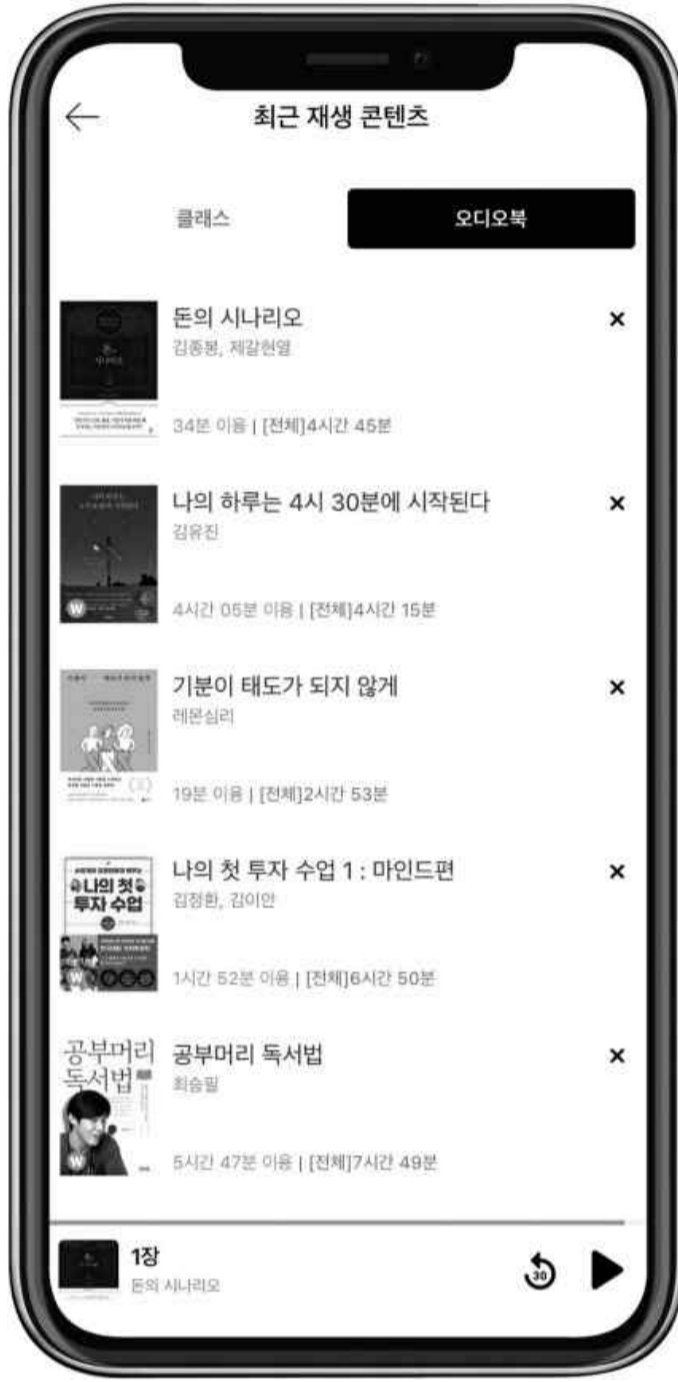 최근 재생 콘텐츠
클래스
오디오북
돈의 시나리오
김종봉, 제갈현열
34분 이용 | [전체]4시간 45분
나의 하루는 4시 30분에 시작된다
김유진
4시간 05분 이용 | [전체]4시간 15분
기분이 태도가 되지 않게
레몬심리
19분 이용 | [전체]2시간 53분
나의 첫
투자 수업
나의 첫 투자 수업 1 : 마인드편
김정환, 김이안
1시간 52분 이용 | [전체]6시간 50분
공부머리
독서법
W
공부머리 독서법
최승필
5시간 47분 이용 | [전체]7시간 49분
1장
돈의 시나리오
30